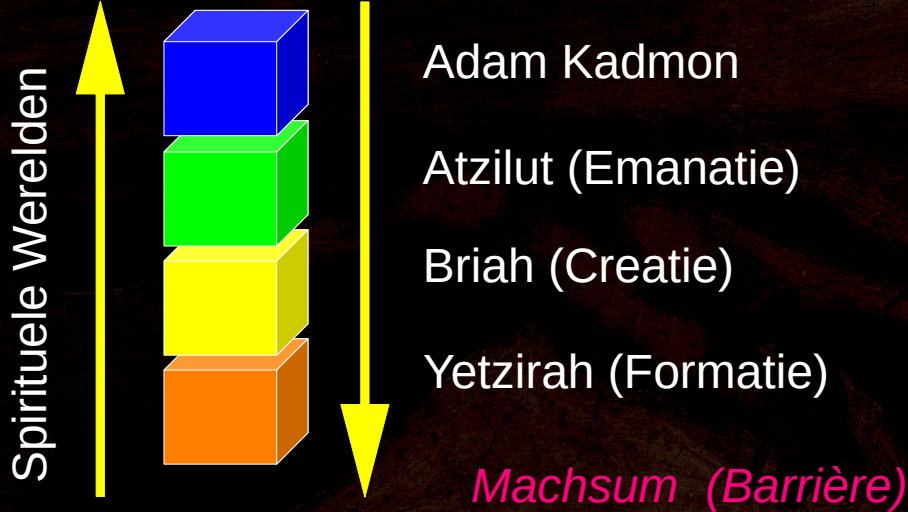 Spirituele Werelden
Adam Kadmon
Atzilut (Emanatie)
Briah (Creatie)
Yetzirah (Formatie)
Machsum (Barrière)